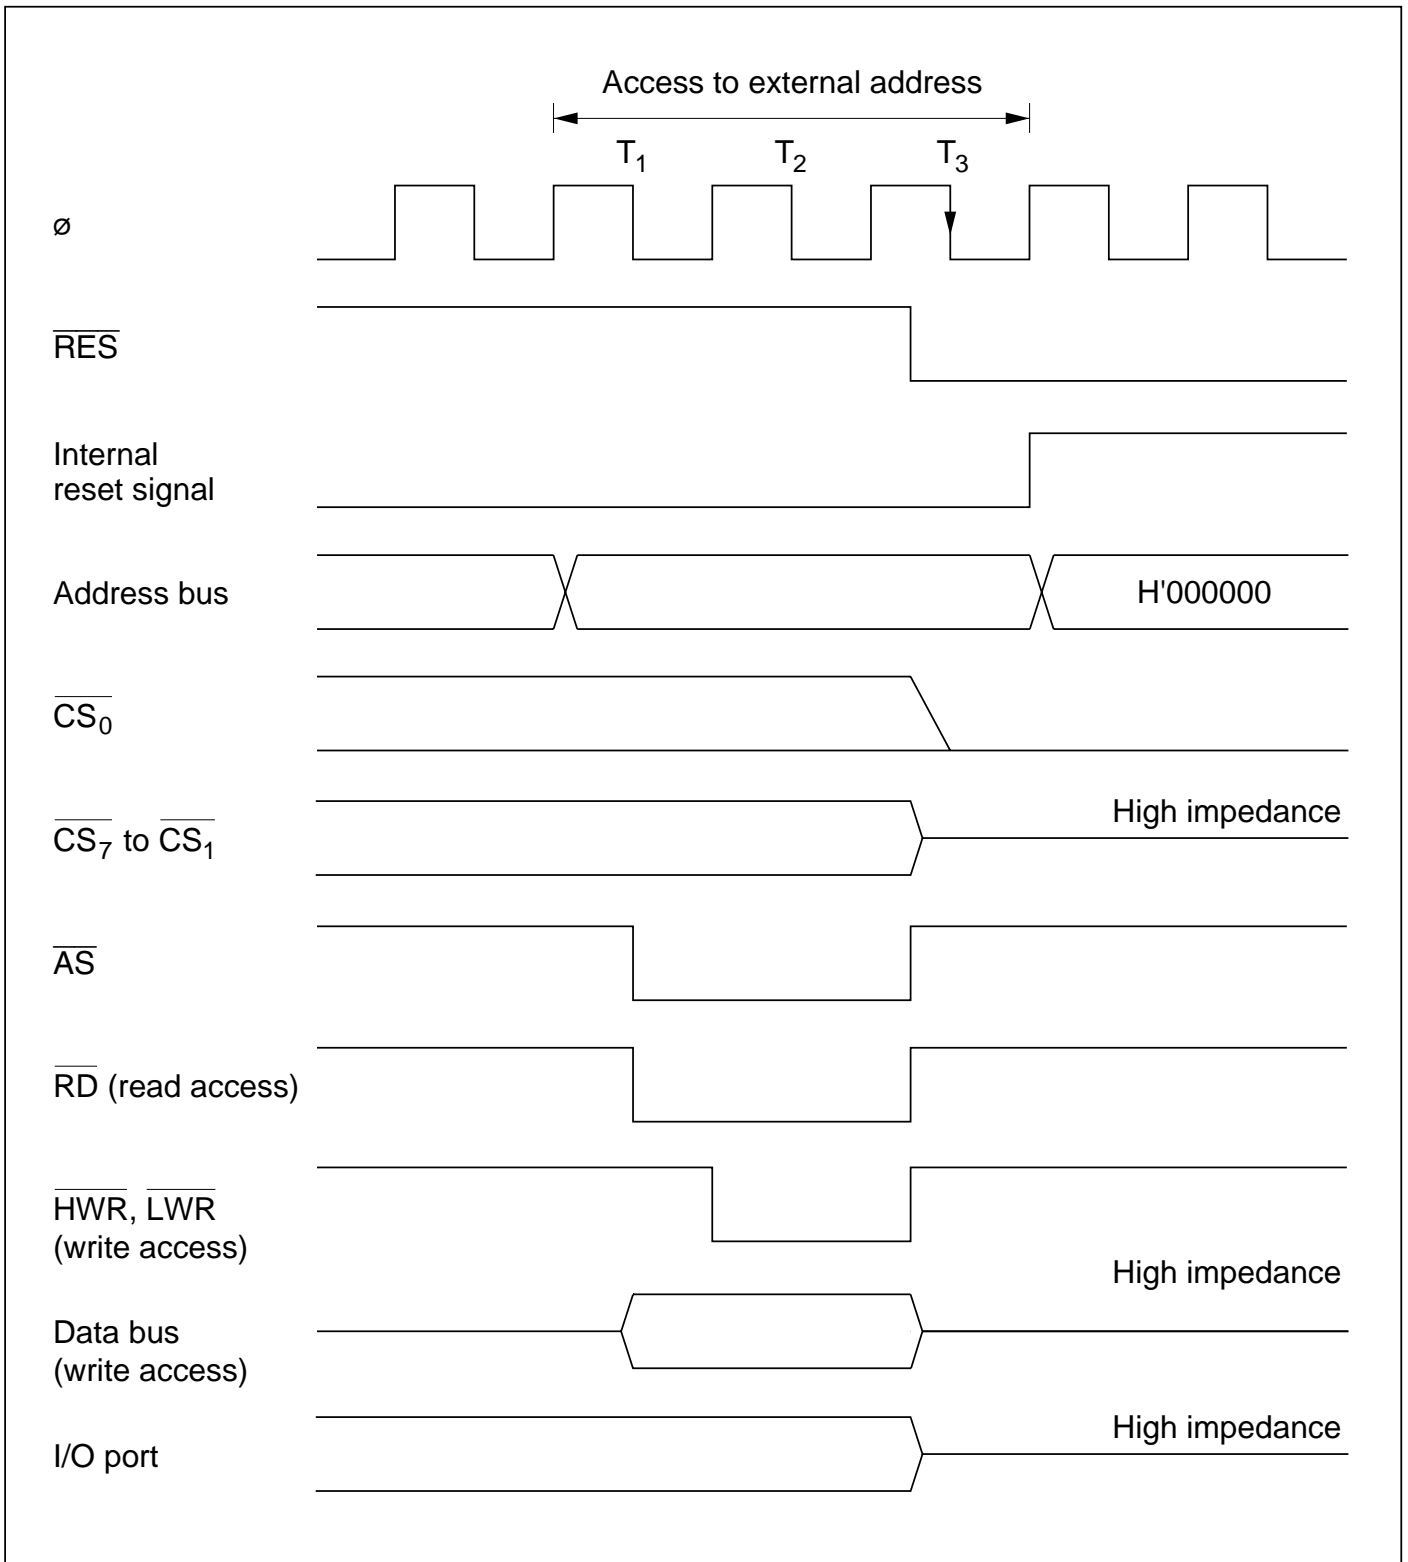 Access to external address
T1 T2 T3
ø
RES
Internal
reset signal
Address bus
H'000000
CS0
High impedance
CS7 to CS1
AS
RD (read access)
HWR, LWR
(write access)
High impedance
Data bus
(write access)
High impedance
I/O port